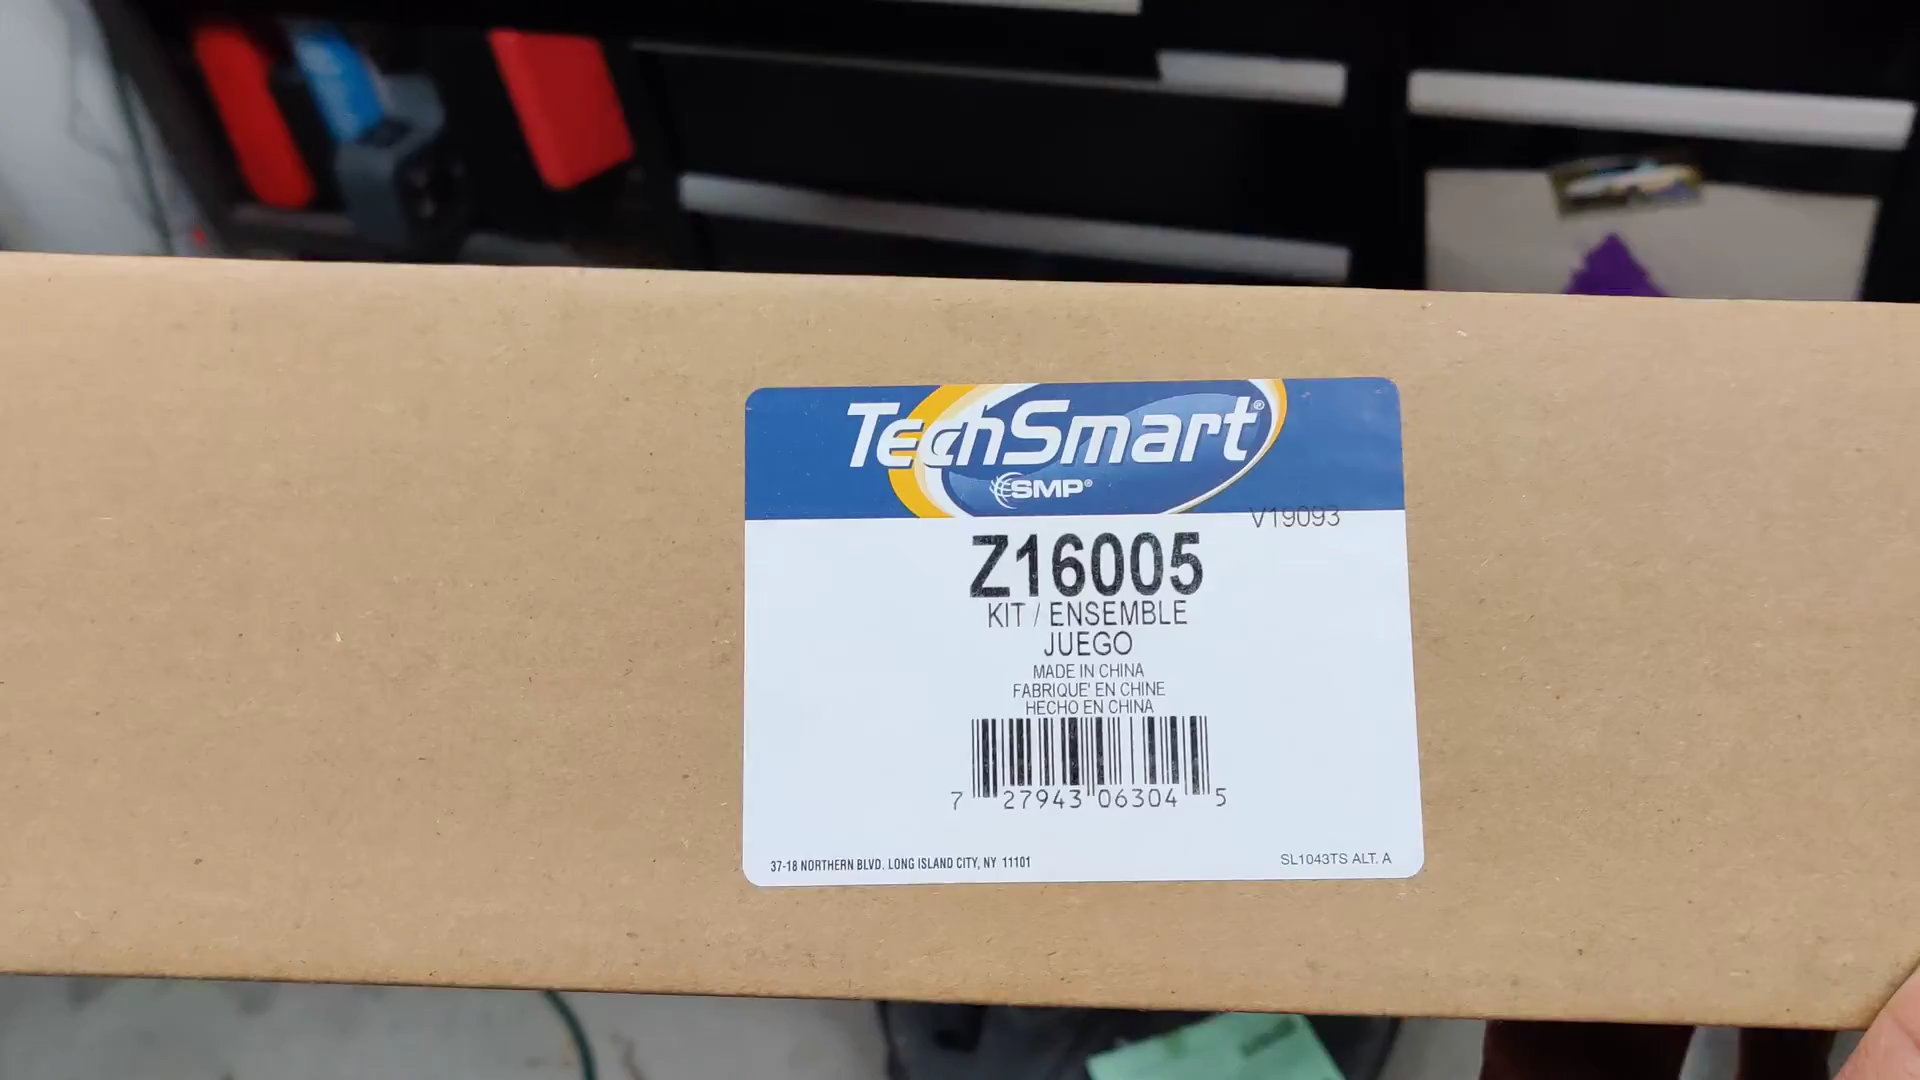 TechSmart®
SMP®
V19093
Z16005
KIT / ENSEMBLE
JUEGO
MADE IN CHINA
FABRIQUE' EN CHINE
HECHO EN CHINA
7 27943 06304 5
37-18 NORTHERN BLVD. LONG ISLAND CITY, NY 11101
SL1043TS ALT. A